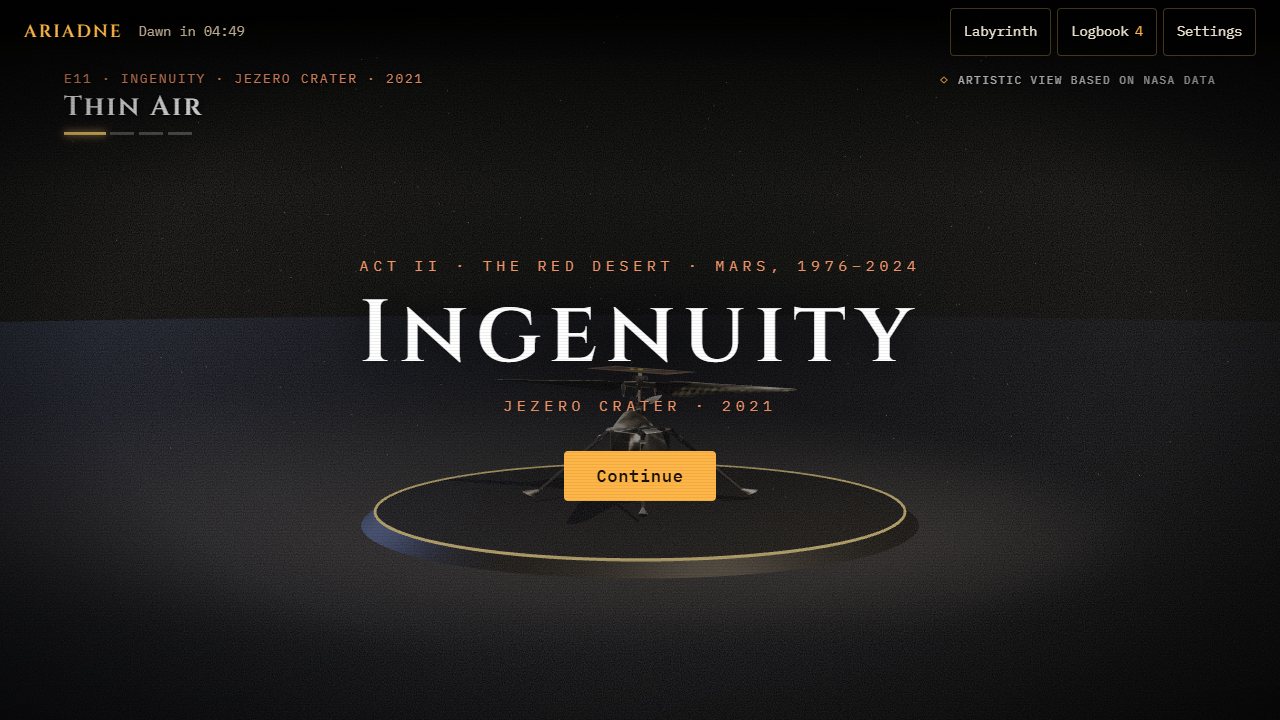 ARIADNE Dawn in 04:49 Labyrinth Logbook 4 Settings
E11 · INGENUITY · JEZERO CRATER · 2021
◇ ARTISTIC VIEW BASED ON NASA DATA
Thin Air
ACT II · THE RED DESERT · MARS, 1976–2024
Ingenuity
JEZERO CRATER · 2021
Continue